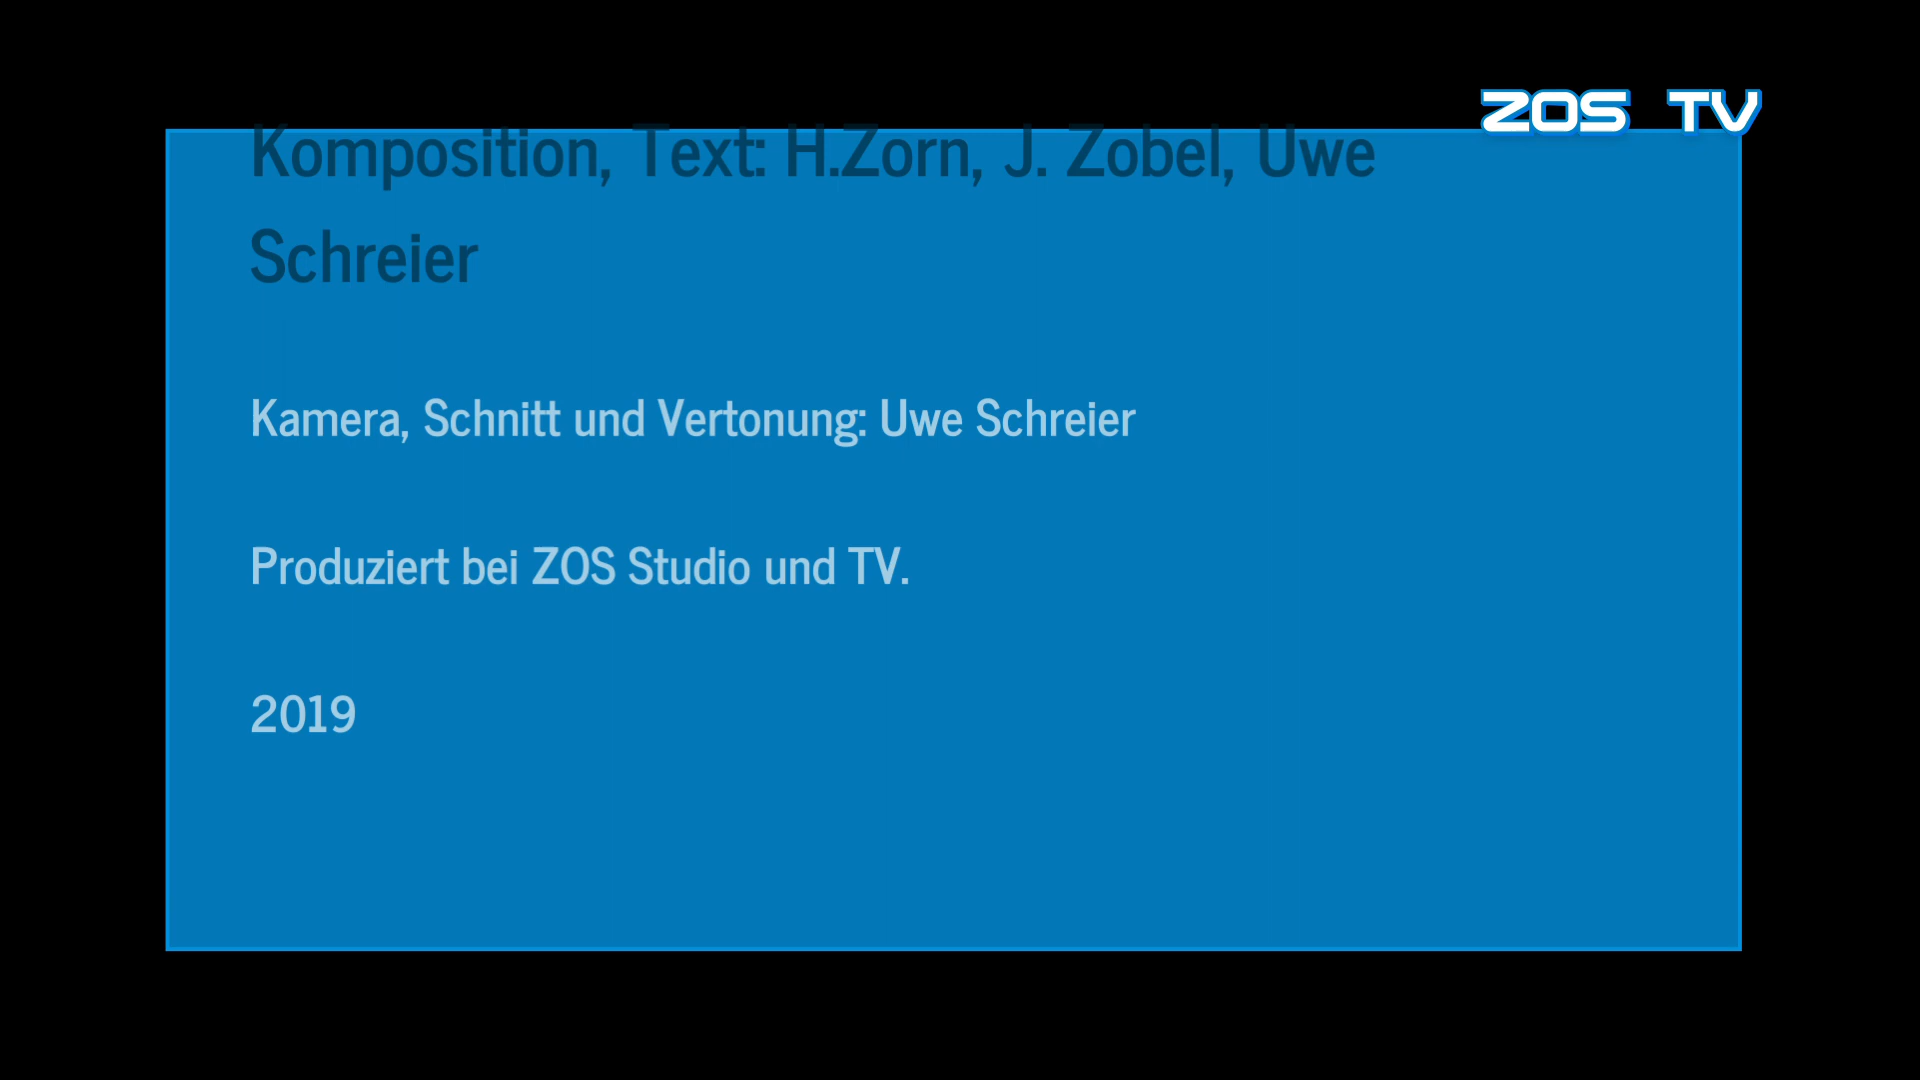 ZOS TV
Komposition, Text: H.Zorn, J. Zobel, Uwe
Schreier
Kamera, Schnitt und Vertonung: Uwe Schreier
Produziert bei ZOS Studio und TV.
2019